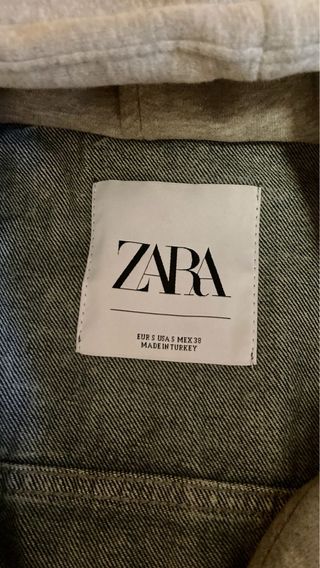 ZARA
EUR S USA S MEX 38
MADE IN TURKEY